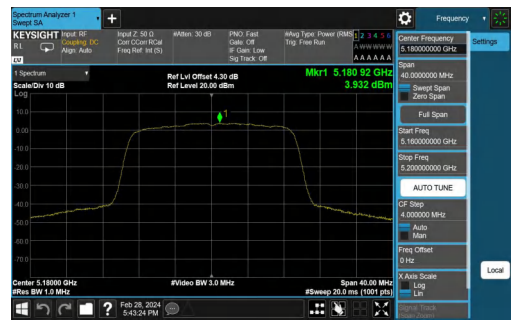 Spectrum Analyzer 1
Swept SA
+
Frequency
KEYSIGHT
Input: RF
Input Z: 50 Ω
#Atten: 30 dB
PNO: Fast
#Avg Type: Power (RMS
1 2 3 4 5 6
RL
Coupling: DC
Corr CCorr RCal
Gate: Off
Trig: Free Run
A W W W W W
Align: Auto
Freq Ref: Int (S)
IF Gain: Low
A A A A A A
Sig Track: Off
LV
1 Spectrum
Ref Lvl Offset 4.30 dB
Mkr1 5.180 92 GHz
Scale/Div 10 dB
Ref Level 20.00 dBm
3.932 dBm
Log
1
10.0
0.00
-10.0
-20.0
-30.0
-40.0
-50.0
-60.0
-70.0
Center 5.18000 GHz
#Video BW 3.0 MHz
Span 40.00 MHz
#Res BW 1.0 MHz
#Sweep 20.0 ms (1001 pts)
Feb 28, 2024
5:43:24 PM
?
Center Frequency
5.180000000 GHz
Settings
Span
40.0000000 MHz
Swept Span
Zero Span
Full Span
Start Freq
5.160000000 GHz
Stop Freq
5.200000000 GHz
AUTO TUNE
CF Step
4.000000 MHz
Auto
Man
Freq Offset
0 Hz
Local
X Axis Scale
Log
Lin
Signal Track
(Span Zoom)